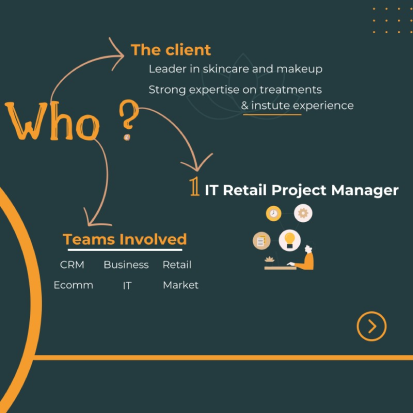 The client
Leader in skincare and makeup
Strong expertise on treatments
& instute experience
Who ?
1 IT Retail Project Manager
Teams Involved
CRM Business Retail
Ecomm IT Market